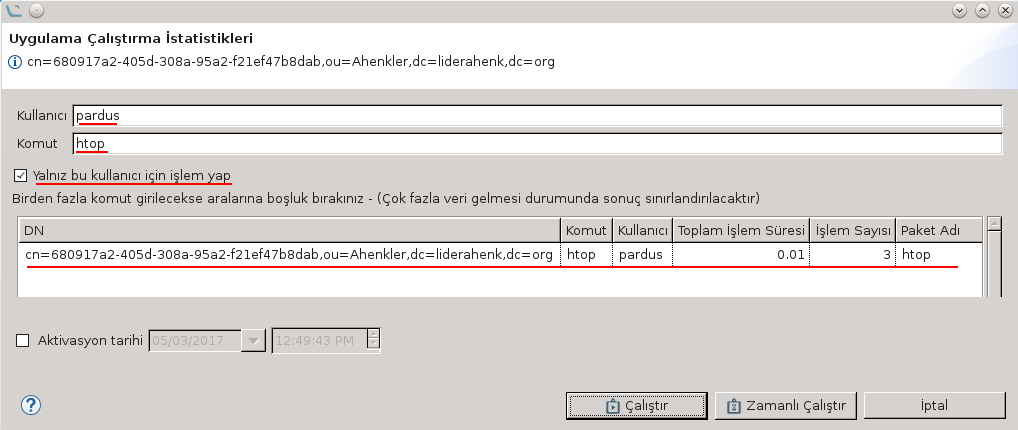 Uygulama Çalıştırma İstatistikleri
cn=680917a2-405d-308a-95a2-f21ef47b8dab,ou=Ahenkler,dc=liderahenk,dc=org
Kullanıcı pardus
Komut htop
Yalnız bu kullanıcı için işlem yap
Birden fazla komut girilecekse aralarına boşluk bırakınız - (Çok fazla veri gelmesi durumunda sonuç sınırlandırılacaktır)
DN Komut Kullanıcı Toplam İşlem Süresi İşlem Sayısı Paket Adı
cn=680917a2-405d-308a-95a2-f21ef47b8dab,ou=Ahenkler,dc=liderahenk,dc=org htop pardus 0.01 3 htop
Aktivasyon tarihi 05/03/2017 12:49:43 PM
Çalıştır Zamanlı Çalıştır İptal